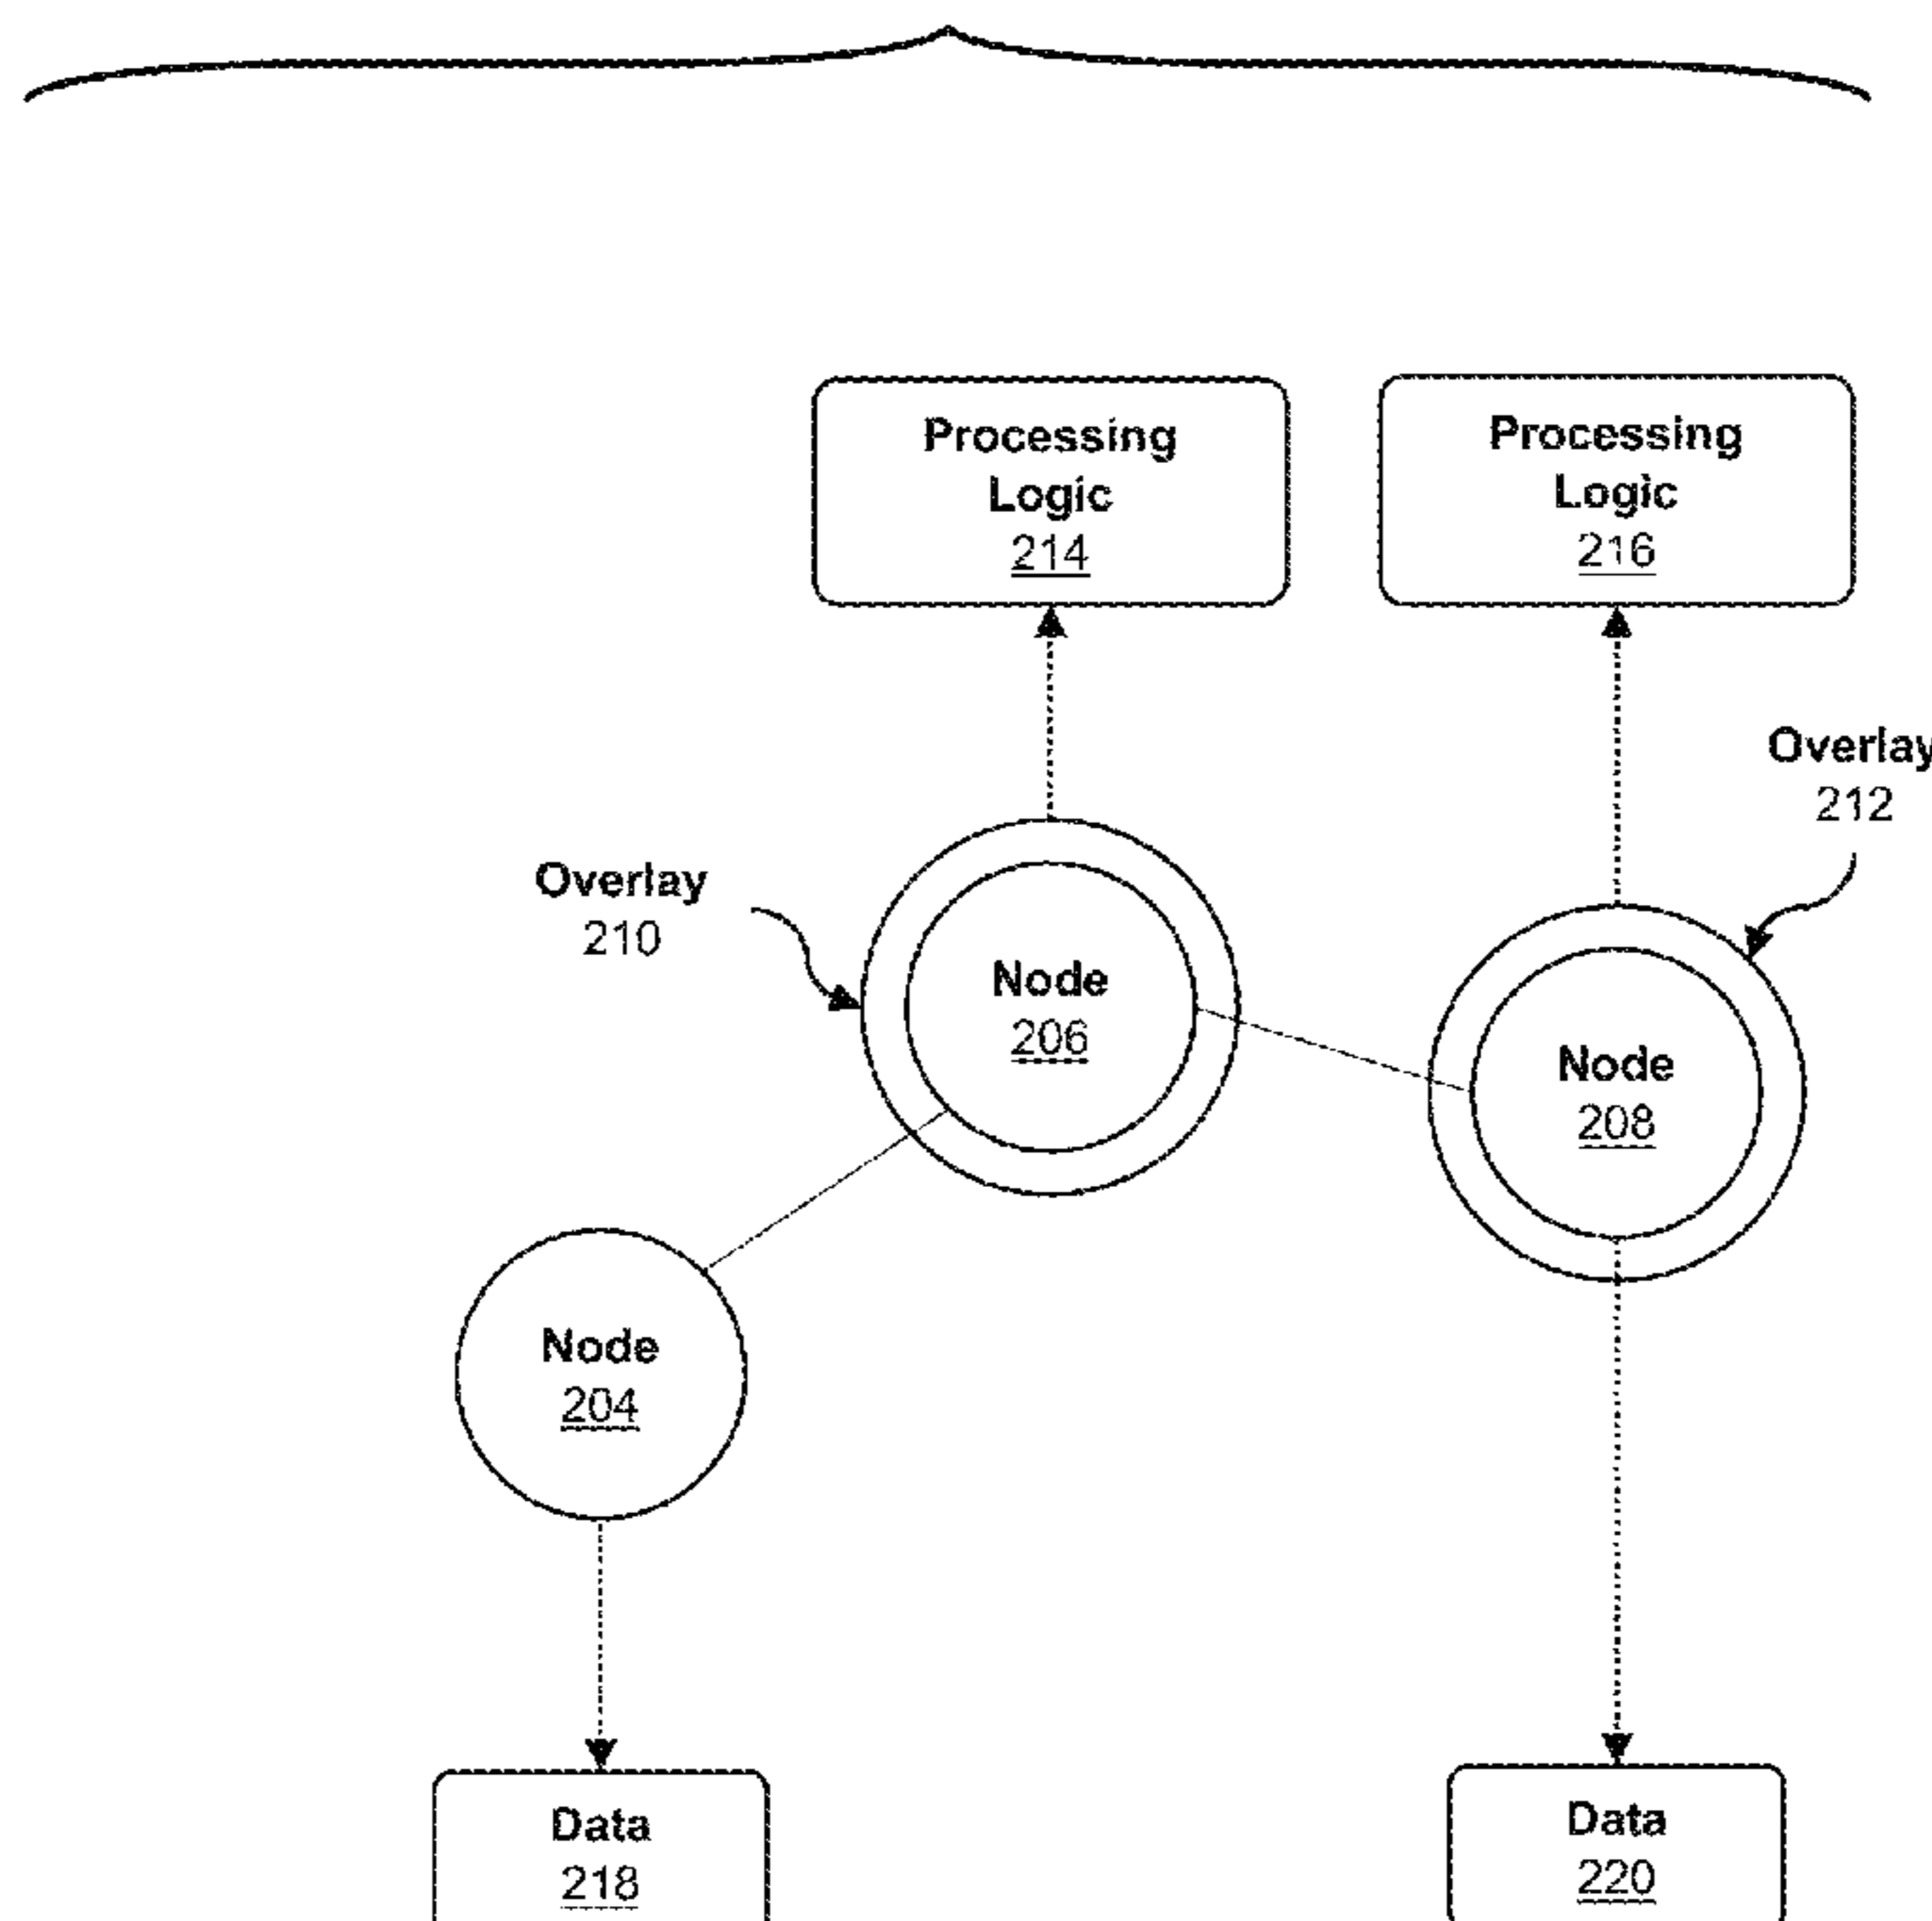 Processing
Logic
214
Processing
Logic
216
Overlay
212
Overlay
210
Node
206
Node
208
Node
204
Data
218
Data
220